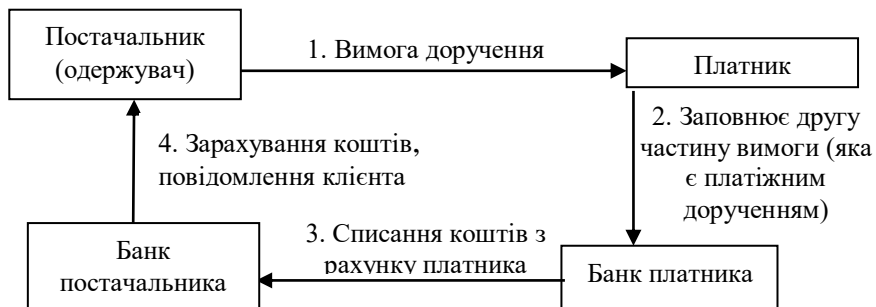 Постачальник
(одержувач)
1. Вимога доручення
Платник
2. Заповнює другу
частину вимоги (яка
є платіжним
дорученням)
4. Зарахування коштів,
повідомлення клієнта
3. Списання коштів з
рахунку платника
Банк
постачальника
Банк платника